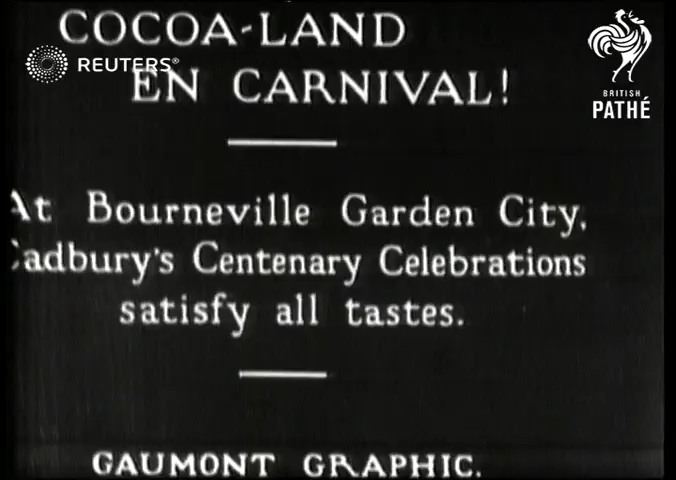 COCOA-LAND
EN CARNIVAL!
REUTERS®
BRITISH
PATHÉ
At Bourneville Garden City,
Cadbury's Centenary Celebrations
satisfy all tastes.
GAUMONT GRAPHIC.